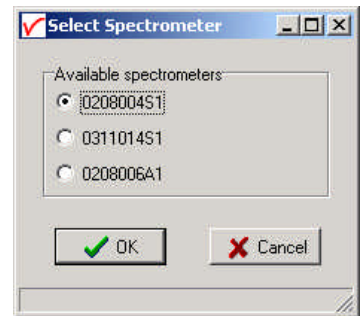 Select Spectrometer
Available spectrometers
0208004S1
0311014S1
0208006A1
OK Cancel